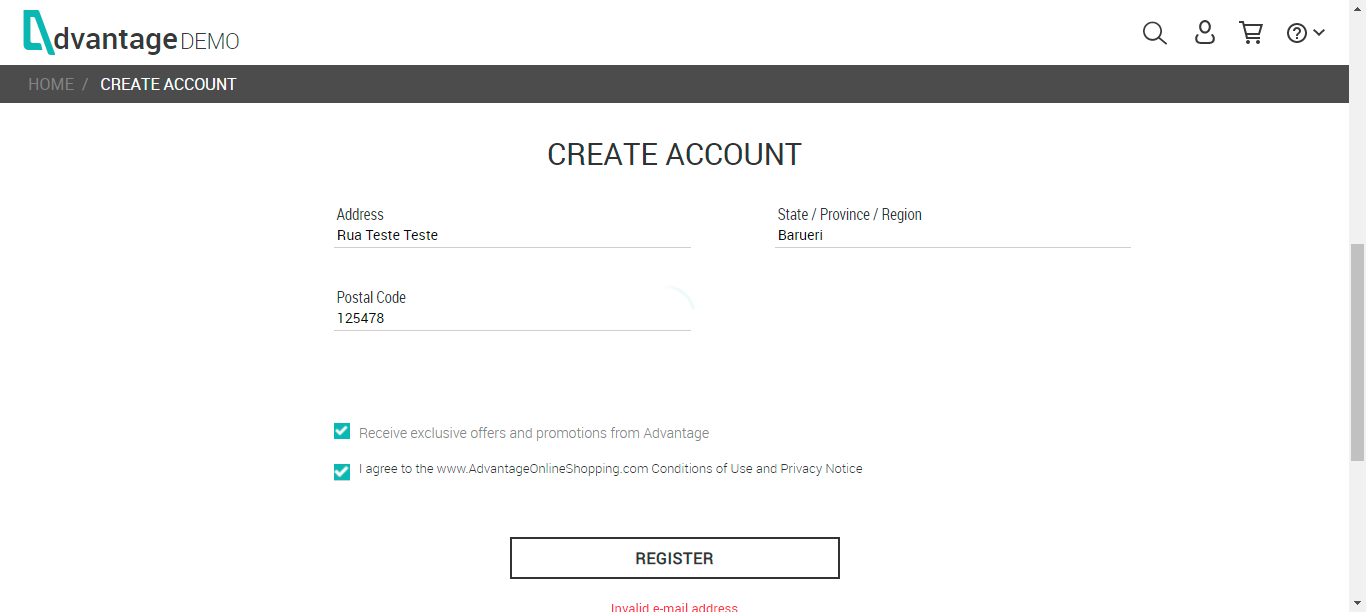 dvantage DEMO
HOME / CREATE ACCOUNT
CREATE ACCOUNT
Address
Rua Teste Teste
State / Province / Region
Barueri
Postal Code
125478
Receive exclusive offers and promotions from Advantage
I agree to the www.AdvantageOnlineShopping.com Conditions of Use and Privacy Notice
REGISTER
Invalid e-mail address